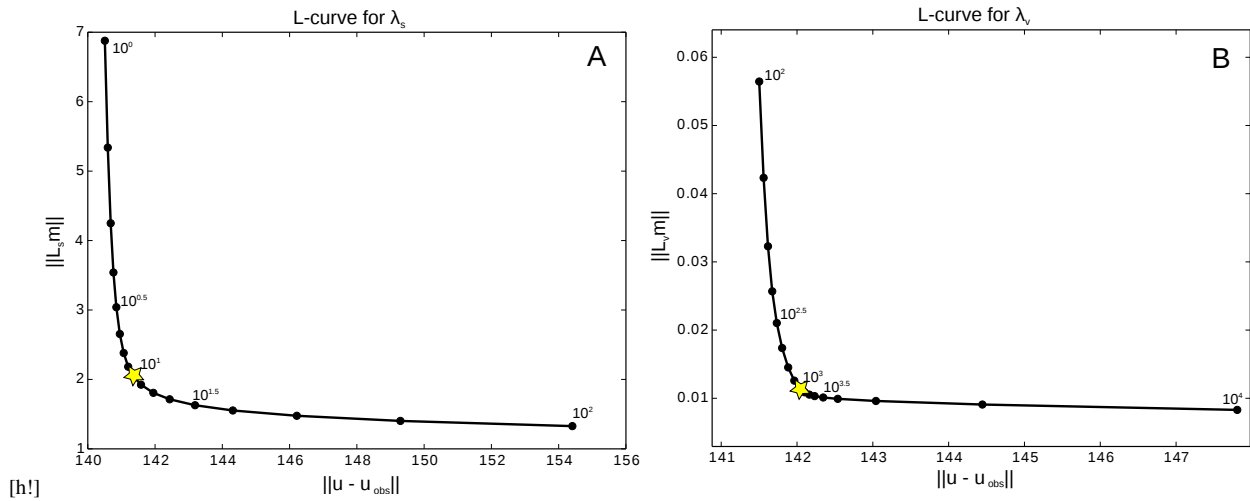 L-curve for λs
A
7
6
5
4
3
2
1
||Lsm||
10^0
10^0.5
10^1
10^1.5
10^2
140 142 144 146 148 150 152 154 156
||u - uobs||
L-curve for λv
B
0.06
0.05
0.04
0.03
0.02
0.01
||Lvm||
10^2
10^2.5
10^3
10^3.5
10^4
141 142 143 144 145 146 147
||u - uobs||
[h!]